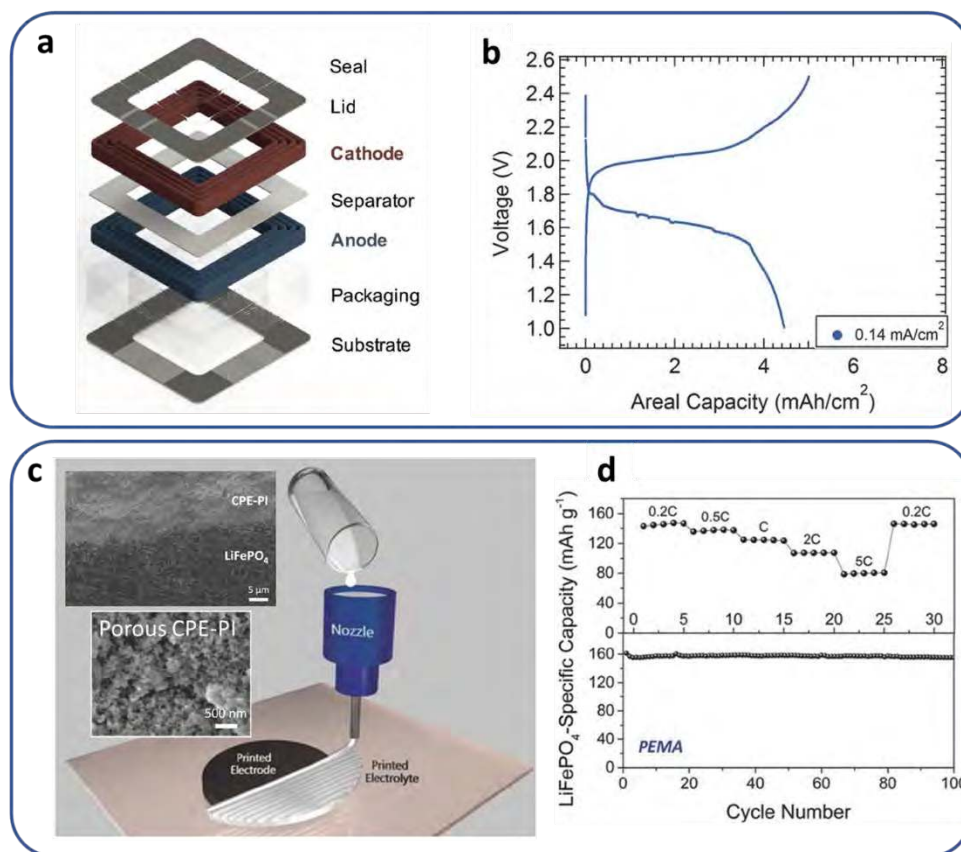 a
Seal
Lid
Cathode
Separator
Anode
Packaging
Substrate
b
2.6
2.4
2.2
2.0
1.8
1.6
1.4
1.2
1.0
Voltage (V)
0.14 mA/cm²
0 2 4 6 8
Areal Capacity (mAh/cm²)
c
CPE-PI
LiFePO₄
5 µm
Porous CPE-PI
500 nm
Nozzle
Printed
Electrode
Printed
Electrolyte
d
LiFePO₄-Specific Capacity (mAh g⁻¹)
160
120
80
40
0
0.2C 0.5C C 2C 5C 0.2C
0 5 10 15 20 25 30
160
120
80
40
0
PEMA
0 20 40 60 80 100
Cycle Number